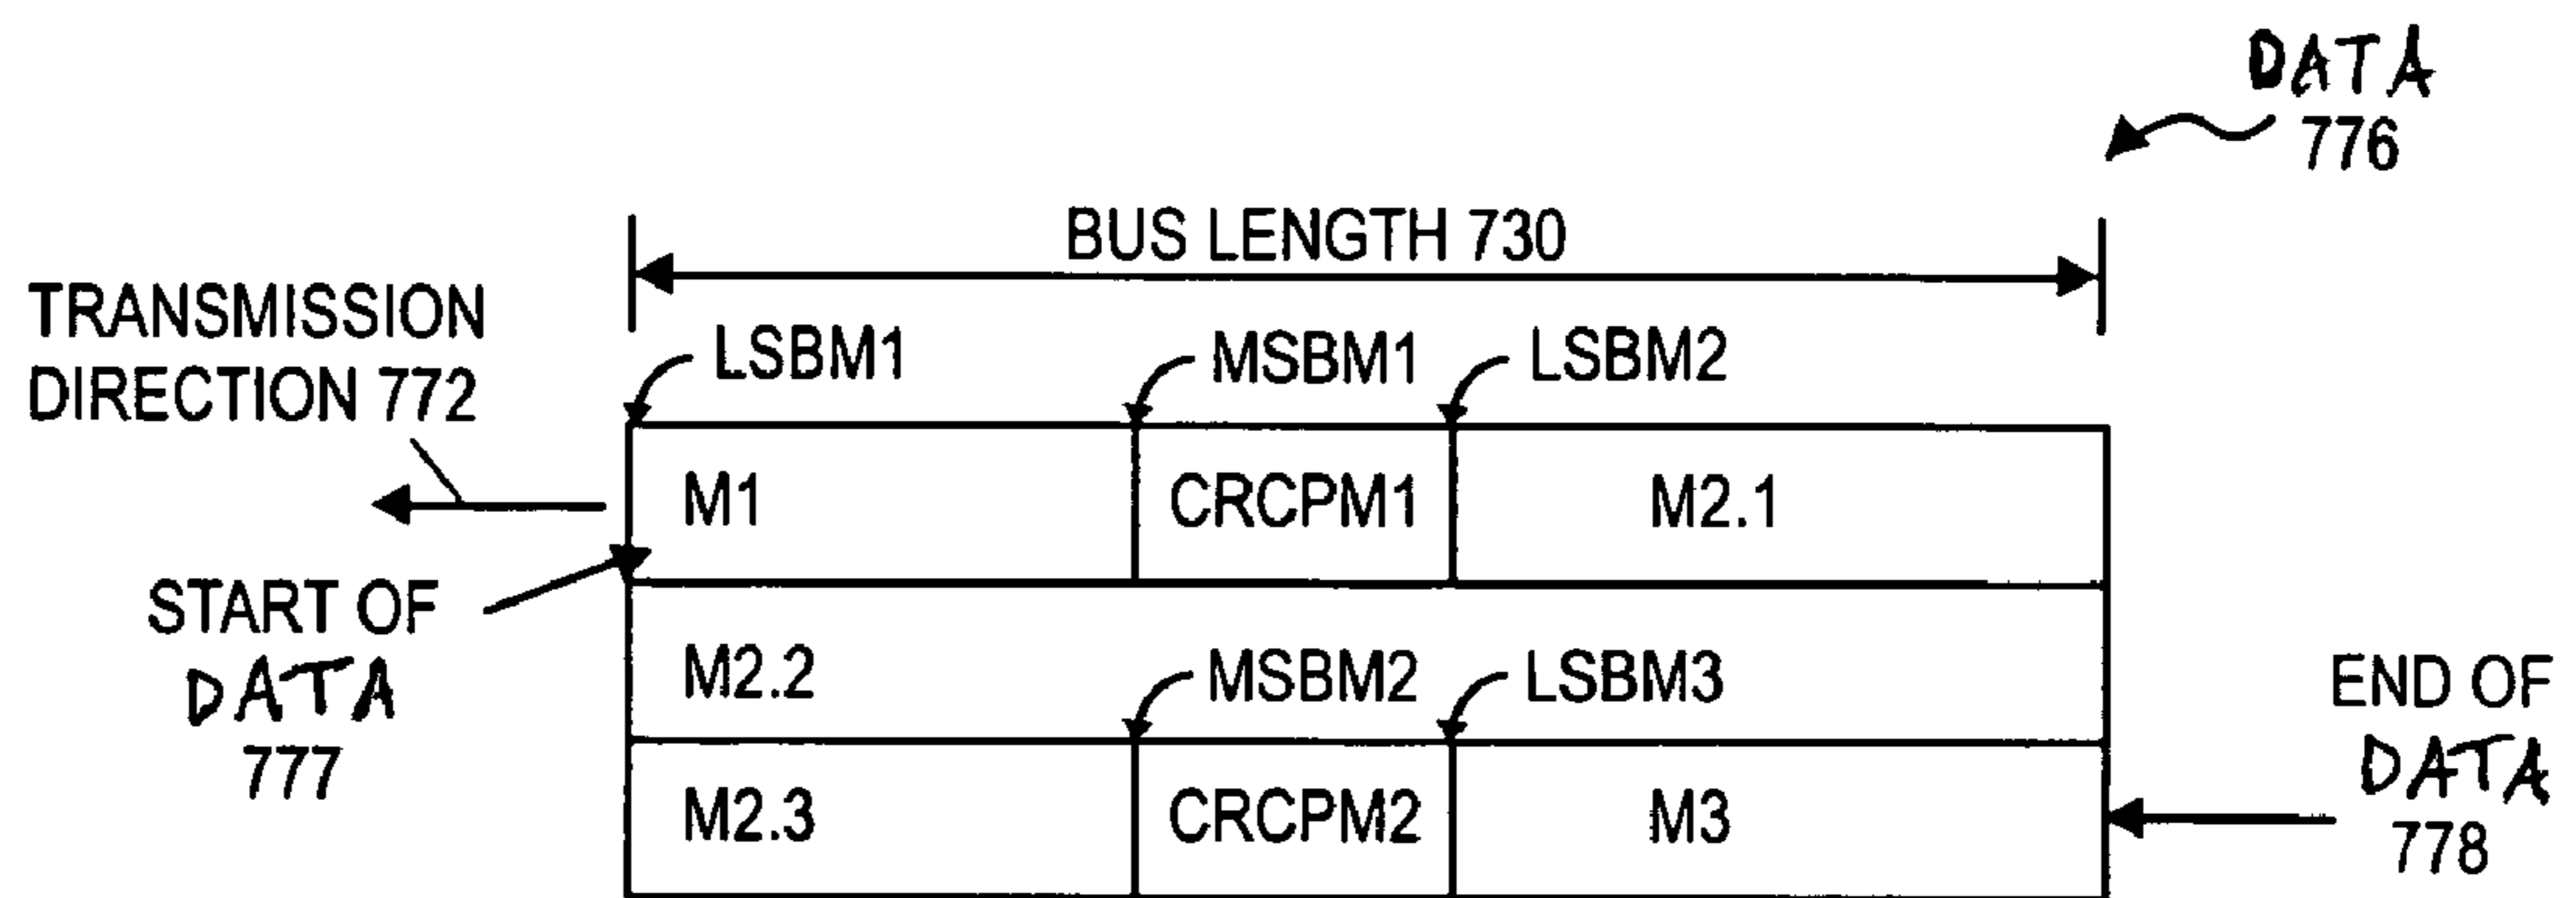 DATA
776
BUS LENGTH 730
TRANSMISSION
DIRECTION 772
LSBM1
MSBM1
LSBM2
M1
CRCPM1
M2.1
START OF
DATA
777
M2.2
MSBM2
LSBM3
M2.3
CRCPM2
M3
END OF
DATA
778